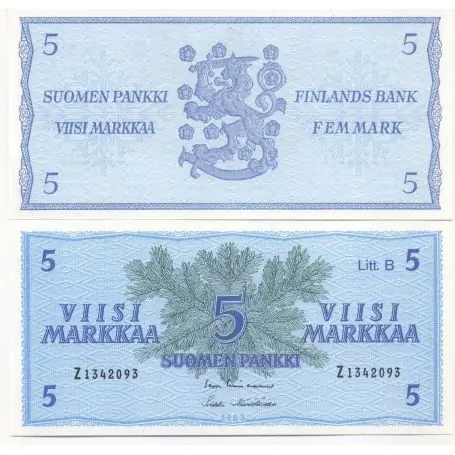 5 5
SUOMEN PANKKI FINLANDS BANK
VIISI MARKKAA FEM MARK
5 5
5 Litt. B 5
VIISI 5 VIISI
MARKKAA MARKKAA
SUOMEN PANKKI
Z1342093 Z1342093
5 5
1963